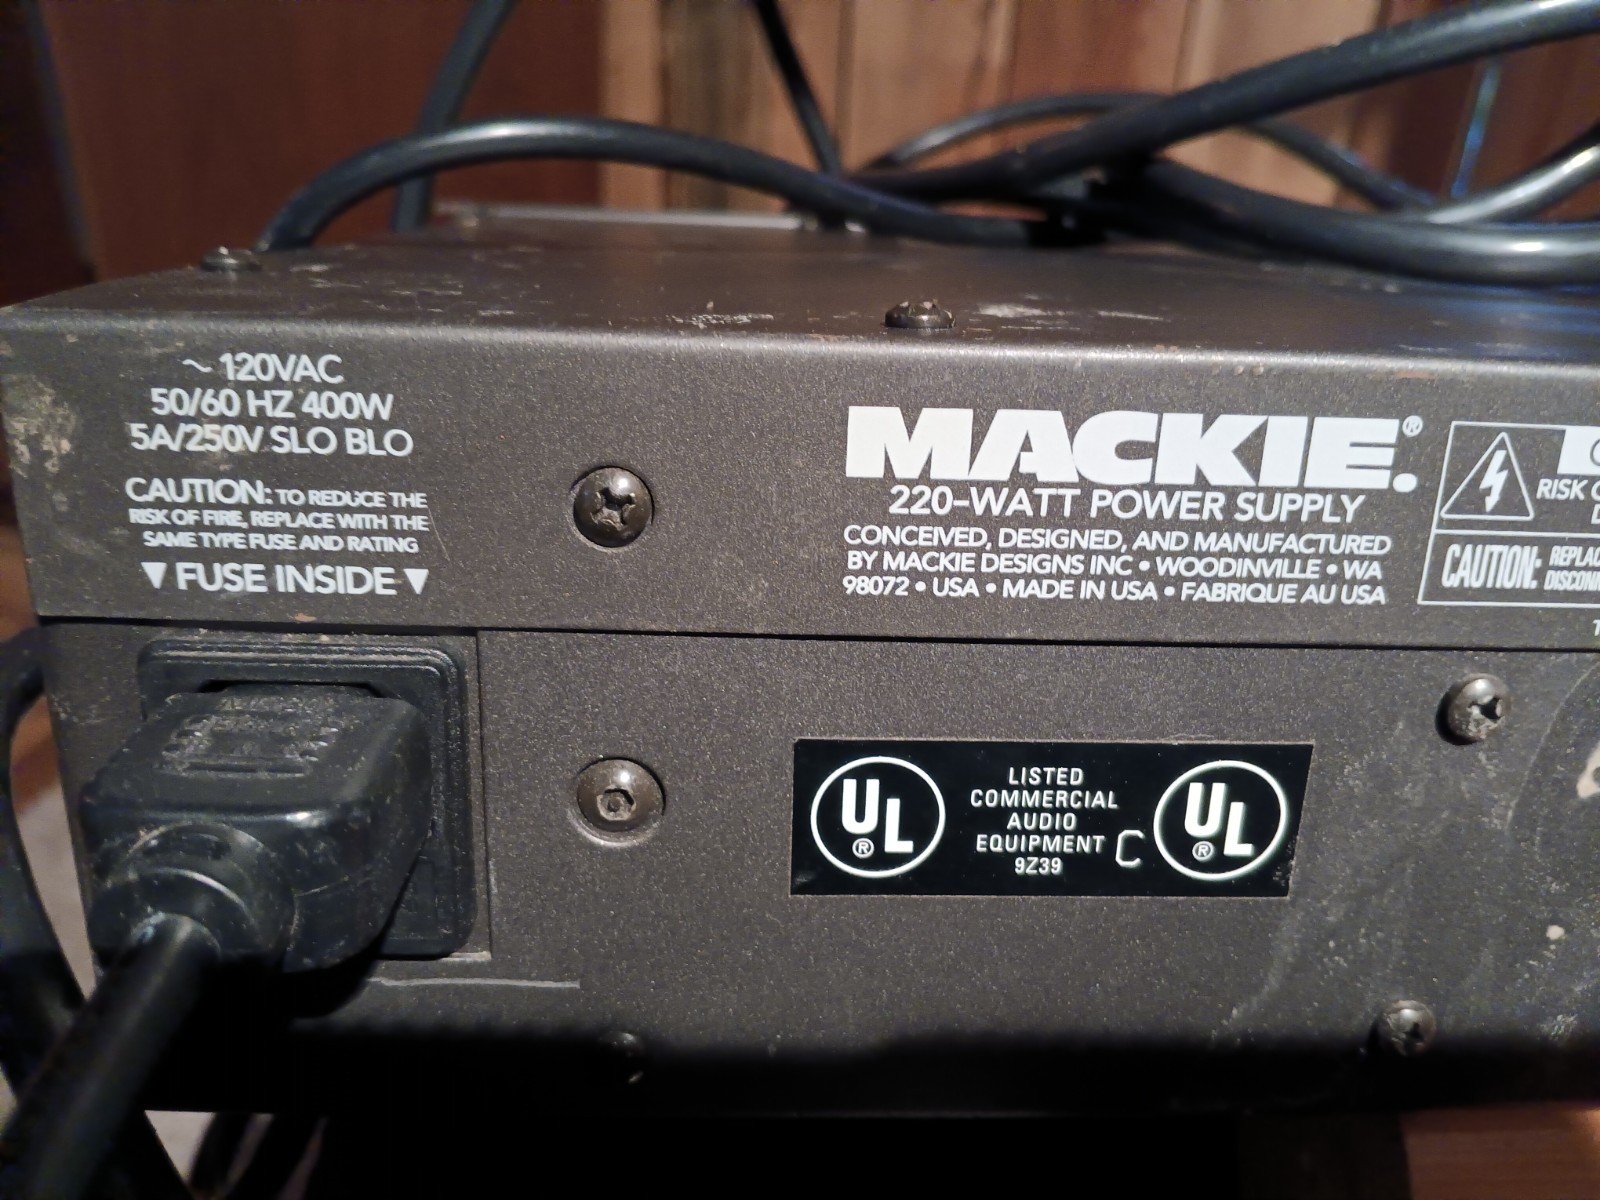 ~ 120VAC
50/60 HZ 400W
5A/250V SLO BLO
CAUTION: TO REDUCE THE
RISK OF FIRE, REPLACE WITH THE
SAME TYPE FUSE AND RATING
▼ FUSE INSIDE ▼
MACKIE.®
220-WATT POWER SUPPLY
CONCEIVED, DESIGNED, AND MANUFACTURED
BY MACKIE DESIGNS INC • WOODINVILLE • WA
98072 • USA • MADE IN USA • FABRIQUE AU USA
RISK
CAUTION:
UL®
LISTED
COMMERCIAL
AUDIO
EQUIPMENT
9Z39
C UL®